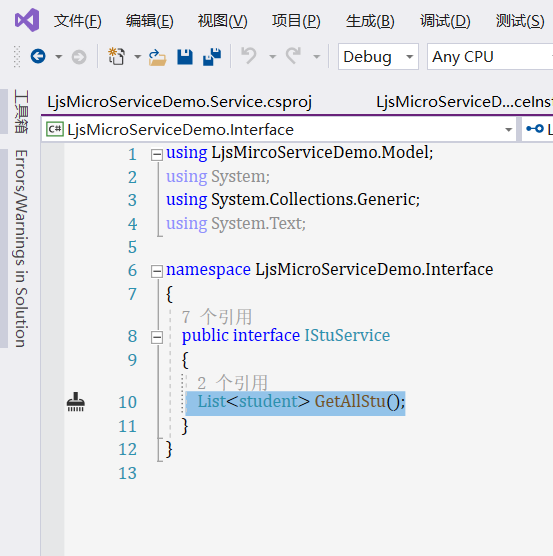 文件(F) 编辑(E) 视图(V) 项目(P) 生成(B) 调试(D) 测试(S)
Debug Any CPU
工具箱
Errors/Warnings in Solution
LjsMicroServiceDemo.Service.csproj LjsMicroServiceD...ceInst
C# LjsMicroServiceDemo.Interface L
1 using LjsMircoServiceDemo.Model;
2 using System;
3 using System.Collections.Generic;
4 using System.Text;
5
6 namespace LjsMicroServiceDemo.Interface
7 {
7 个引用
8 public interface IStuService
9 {
2 个引用
10 List<student> GetAllStu();
11 }
12 }
13